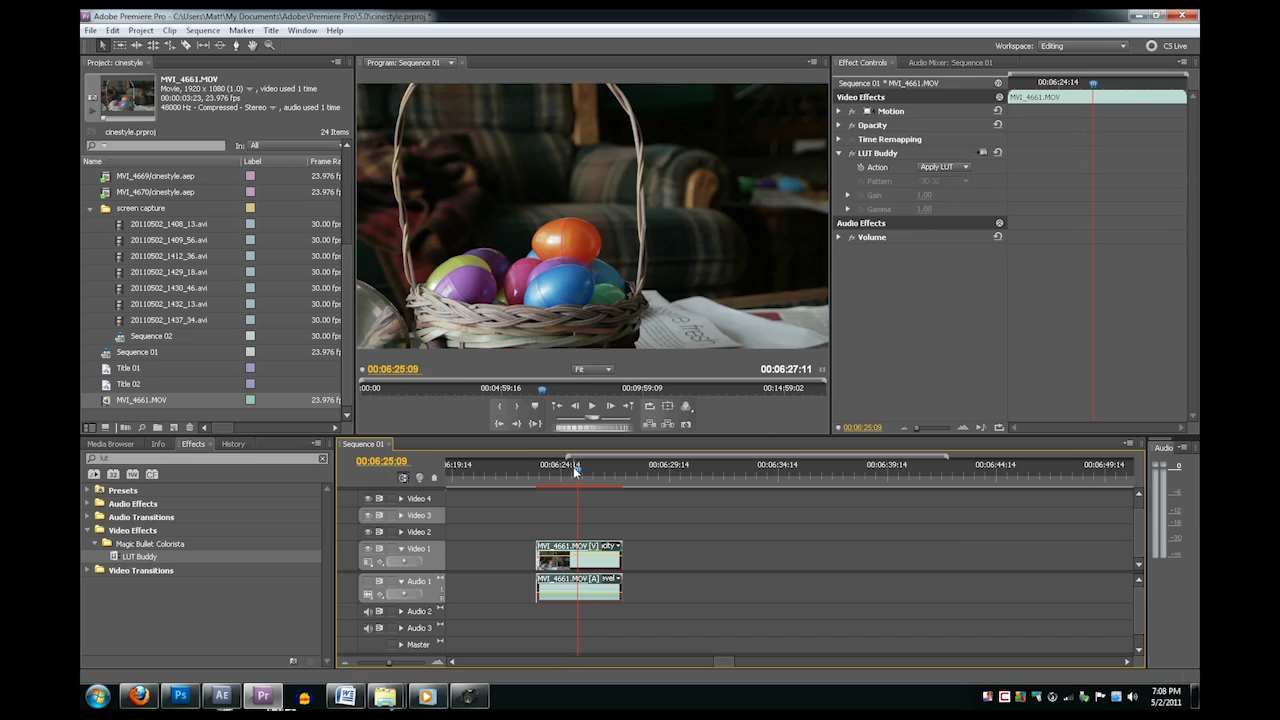 Adobe Premiere Pro - C:\Users\Matt\My Documents\Adobe\Premiere Pro\5.0\cinestyle.prproj *
File Edit Project Clip Sequence Marker Title Window Help
Workspace: Editing
CS Live
Project: cinestyle
MVI_4661.MOV
Movie, 1920 x 1080 (1.0) , video used 1 time
00:00:03:23, 23.976 fps
48000 Hz - Compressed - Stereo , audio used 1 time
cinestyle.prproj
24 Items
In: All
Name Label Frame Ra
MVI_4669/cinestyle.aep 23.976 fp
MVI_4670/cinestyle.aep 23.976 fp
screen capture
20110502_1408_13.avi 30.00 fps
20110502_1409_56.avi 30.00 fps
20110502_1412_36.avi 30.00 fps
20110502_1429_18.avi 30.00 fps
20110502_1430_46.avi 30.00 fps
20110502_1432_13.avi 30.00 fps
20110502_1437_34.avi 30.00 fps
Sequence 02
Sequence 01 23.976 fp
Title 01
Title 02
MVI_4661.MOV 23.976 fp
Program: Sequence 01
00:06:25:09
Fit
00:06:27:11
:00:00 00:04:59:16 00:09:59:09 00:14:59:02
Effect Controls Audio Mixer: Sequence 01
Sequence 01 * MVI_4661.MOV
00:06:24:14
Video Effects
MVI_4661.MOV
Motion
Opacity
Time Remapping
LUT Buddy
Action Apply LUT
Pattern
Gain 1.00
Gamma 1.00
Audio Effects
Volume
00:06:25:09
Media Browser Info Effects History
lut
32 YUV
Presets
Audio Effects
Audio Transitions
Video Effects
Magic Bullet Colorista
LUT Buddy
Video Transitions
Sequence 01
00:06:25:09
:6:19:14 00:06:24:14 00:06:29:14 00:06:34:14 00:06:39:14 00:06:44:14 00:06:49:14
Video 4
Video 3
Video 2
Video 1
MVI_4661.MOV [V] :city
Audio 1
MVI_4661.MOV [A] :evel
L
R
Audio 2
Audio 3
Master
Audio
0
-6
-12
-18
-30
Ps AE Pr W
7:08 PM
5/2/2011